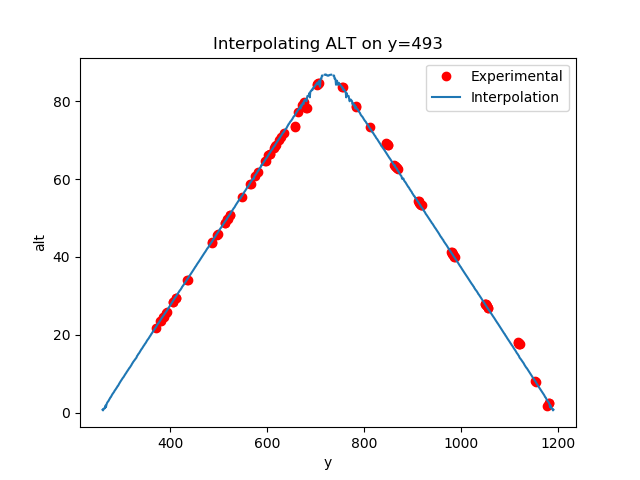 Interpolating ALT on y=493
Experimental
Interpolation
alt
80
60
40
20
0
400 600 800 1000 1200
y